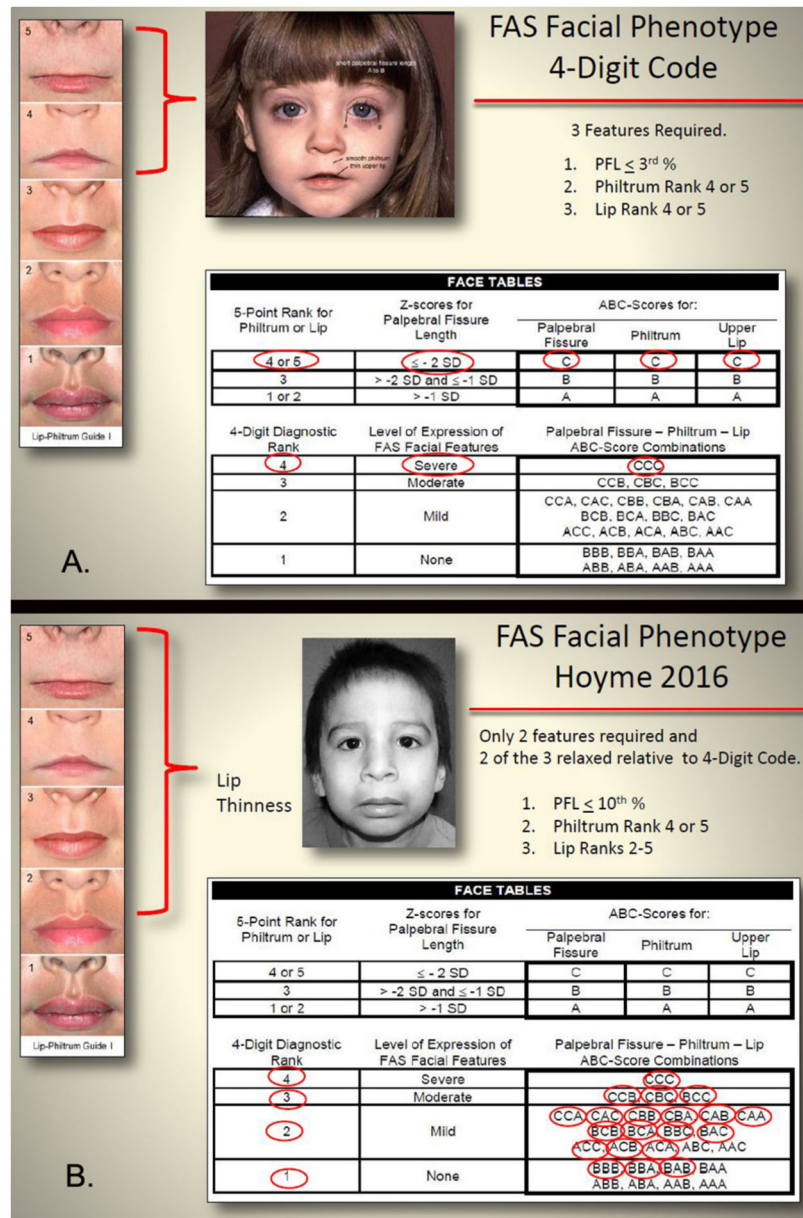 FAS Facial Phenotype
4-Digit Code
3 Features Required.
1. PFL ≤ 3rd %
2. Philtrum Rank 4 or 5
3. Lip Rank 4 or 5
5
4
3
2
1
Lip-Philtrum Guide I
short palpebral fissure length
A to B
smooth philtrum
thin upper lip
FACE TABLES
5-Point Rank for Philtrum or Lip
Z-scores for Palpebral Fissure Length
ABC-Scores for:
Palpebral Fissure
Philtrum
Upper Lip
4 or 5 ≤ - 2 SD C C C
3 > -2 SD and ≤ -1 SD B B B
1 or 2 > -1 SD A A A
4-Digit Diagnostic Rank
Level of Expression of FAS Facial Features
Palpebral Fissure – Philtrum – Lip ABC-Score Combinations
4 Severe CCC
3 Moderate CCB, CBC, BCC
2 Mild
CCA, CAC, CBB, CBA, CAB, CAA
BCB, BCA, BBC, BAC
ACC, ACB, ACA, ABC, AAC
1 None
BBB, BBA, BAB, BAA
ABB, ABA, AAB, AAA
A.
FAS Facial Phenotype
Hoyme 2016
Only 2 features required and
2 of the 3 relaxed relative to 4-Digit Code.
1. PFL ≤ 10th %
2. Philtrum Rank 4 or 5
3. Lip Ranks 2-5
5
4
3
2
1
Lip-Philtrum Guide I
Lip
Thinness
FACE TABLES
5-Point Rank for Philtrum or Lip
Z-scores for Palpebral Fissure Length
ABC-Scores for:
Palpebral Fissure
Philtrum
Upper Lip
4 or 5 ≤ - 2 SD C C C
3 > -2 SD and ≤ -1 SD B B B
1 or 2 > -1 SD A A A
4-Digit Diagnostic Rank
Level of Expression of FAS Facial Features
Palpebral Fissure – Philtrum – Lip ABC-Score Combinations
4 Severe CCC
3 Moderate CCB, CBC, BCC
2 Mild
CCA, CAC, CBB, CBA, CAB, CAA
BCB, BCA, BBC, BAC
ACC, ACB, ACA, ABC, AAC
1 None
BBB, BBA, BAB, BAA
ABB, ABA, AAB, AAA
B.